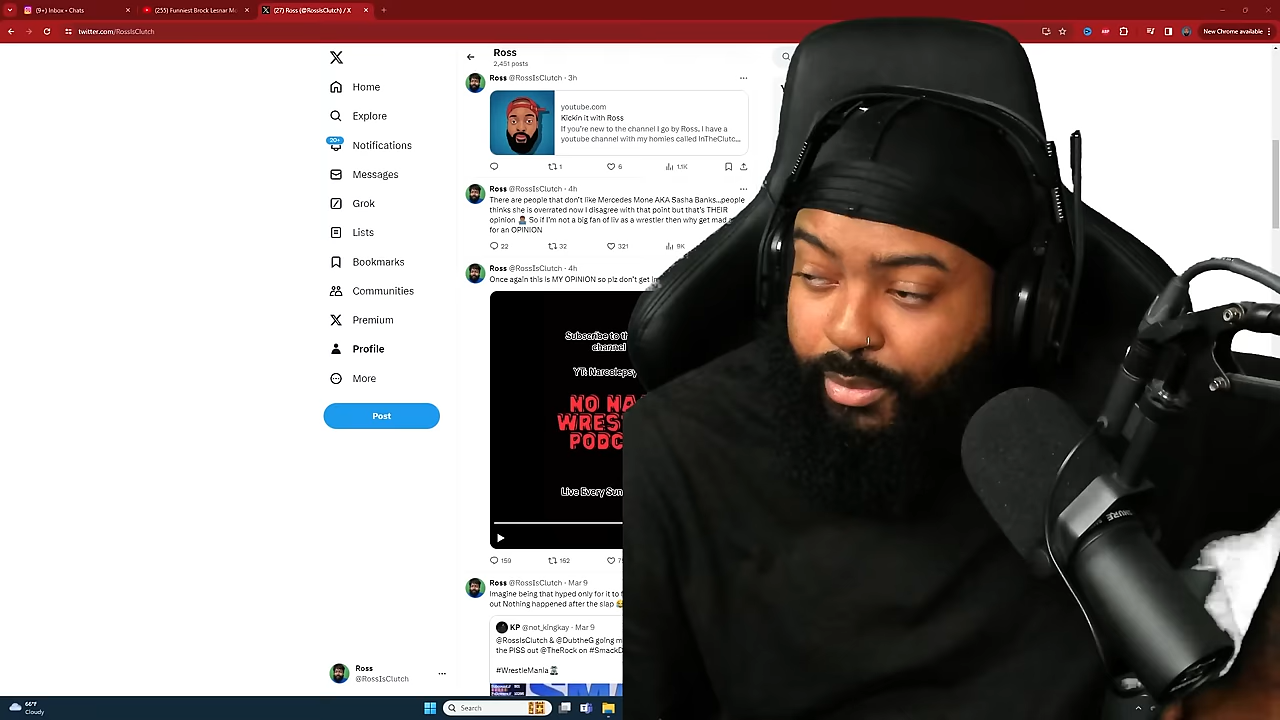 (9+) Inbox • Chats
(255) Funniest Brock Lesnar M
(27) Ross (@RossIsClutch) / X
twitter.com/RossIsClutch
New Chrome available
Ross
2,451 posts
Home
Explore
20+
Notifications
Messages
Grok
Lists
Bookmarks
Communities
Premium
Profile
More
Post
Ross
@RossIsClutch
Ross @RossIsClutch · 3h
youtube.com
Kickin it with Ross
If you're new to the channel I go by Ross. I have a
youtube channel with my homies called InTheClutc...
1 6 1.1K
Ross @RossIsClutch · 4h
There are people that don't like Mercedes Mone AKA Sasha Banks...people
thinks she is overrated now I disagree with that point but that's THEIR
opinion So if I'm not a big fan of liv as a wrestler then why get mad
for an OPINION
22 32 321 9K
Ross @RossIsClutch · 4h
Once again this is MY OPINION so plz don't get
Subscribe to
channel
YT: Narcolepsy
NO
WRES
PODC
Live Every Sun
159 162
Ross @RossIsClutch · Mar 9
Imagine being that hyped only for it to
out Nothing happened after the slap
KP @not_kingkay · Mar 9
@RossIsClutch & @DubtheG going
the PISS out @TheRock on
#WrestleMania
SHURE
66°F
Cloudy
Search